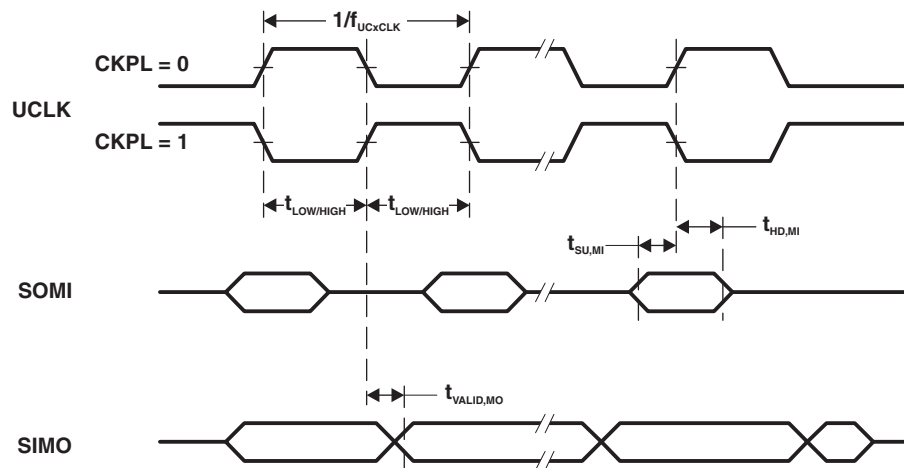 1/fUCxCLK
CKPL = 0
UCLK
CKPL = 1
tLOW/HIGH tLOW/HIGH
tHD,MI
tSU,MI
SOMI
tVALID,MO
SIMO